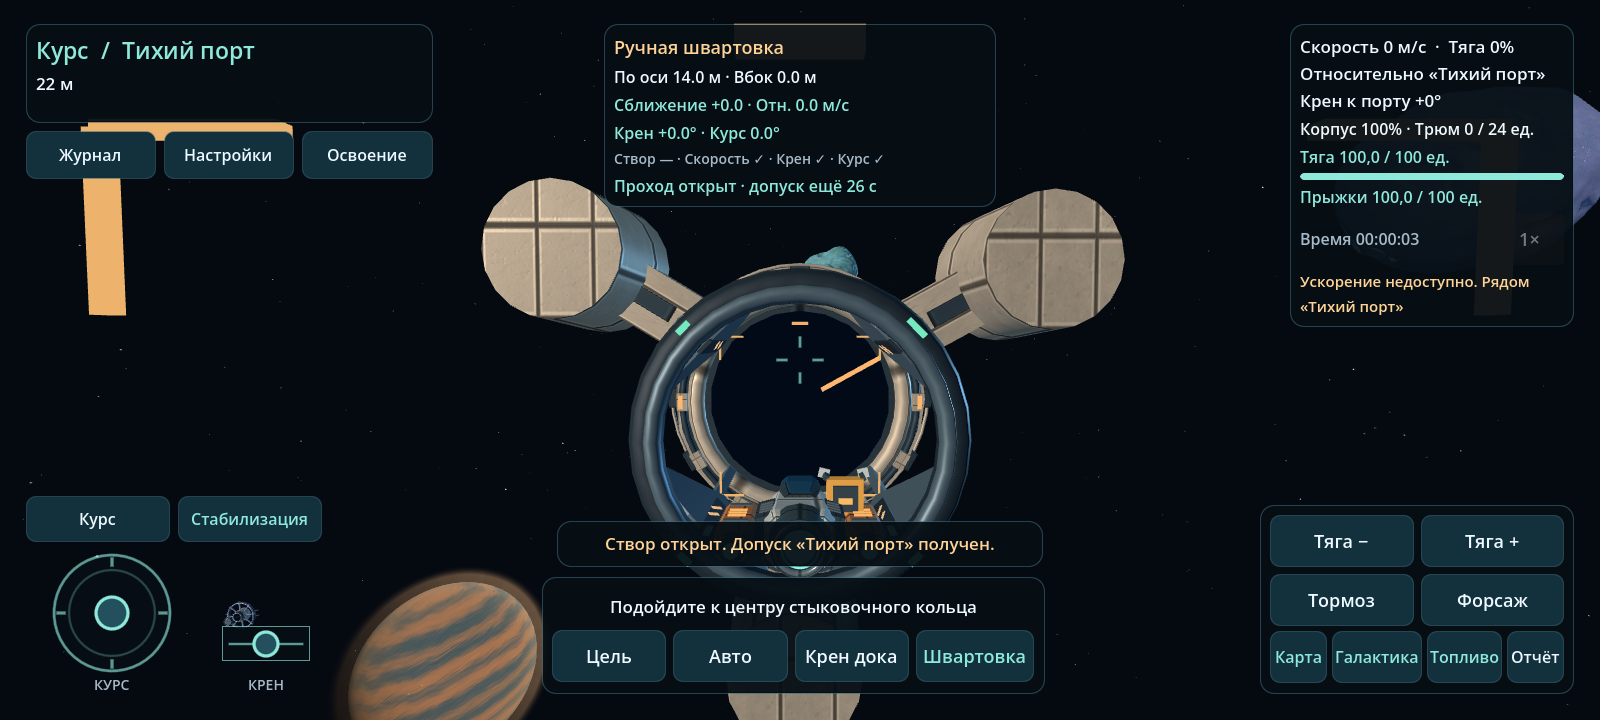 Курс / Тихий порт
22 м
Журнал
Настройки
Освоение
Ручная швартовка
По оси 14.0 м · Вбок 0.0 м
Сближение +0.0 · Отн. 0.0 м/с
Крен +0.0° · Курс 0.0°
Створ — · Скорость ✓ · Крен ✓ · Курс ✓
Проход открыт · допуск ещё 26 с
Скорость 0 м/с · Тяга 0%
Относительно «Тихий порт»
Крен к порту +0°
Корпус 100% · Трюм 0 / 24 ед.
Тяга 100,0 / 100 ед.
Прыжки 100,0 / 100 ед.
Время 00:00:03 1×
Ускорение недоступно. Рядом
«Тихий порт»
Курс
Стабилизация
КУРС
КРЕН
Створ открыт. Допуск «Тихий порт» получен.
Подойдите к центру стыковочного кольца
Цель
Авто
Крен дока
Швартовка
Тяга −
Тяга +
Тормоз
Форсаж
Карта
Галактика
Топливо
Отчёт